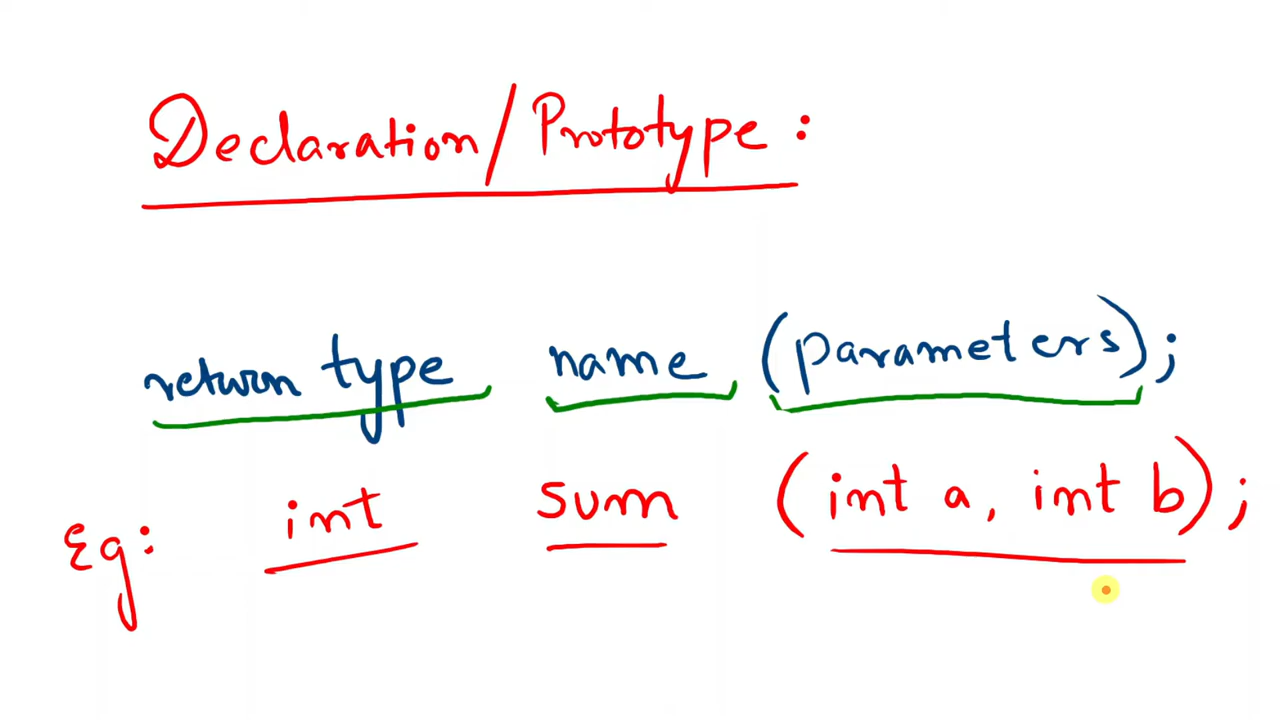 Declaration/Prototype:
return type name (parameters);
Eg: int sum (int a, int b);